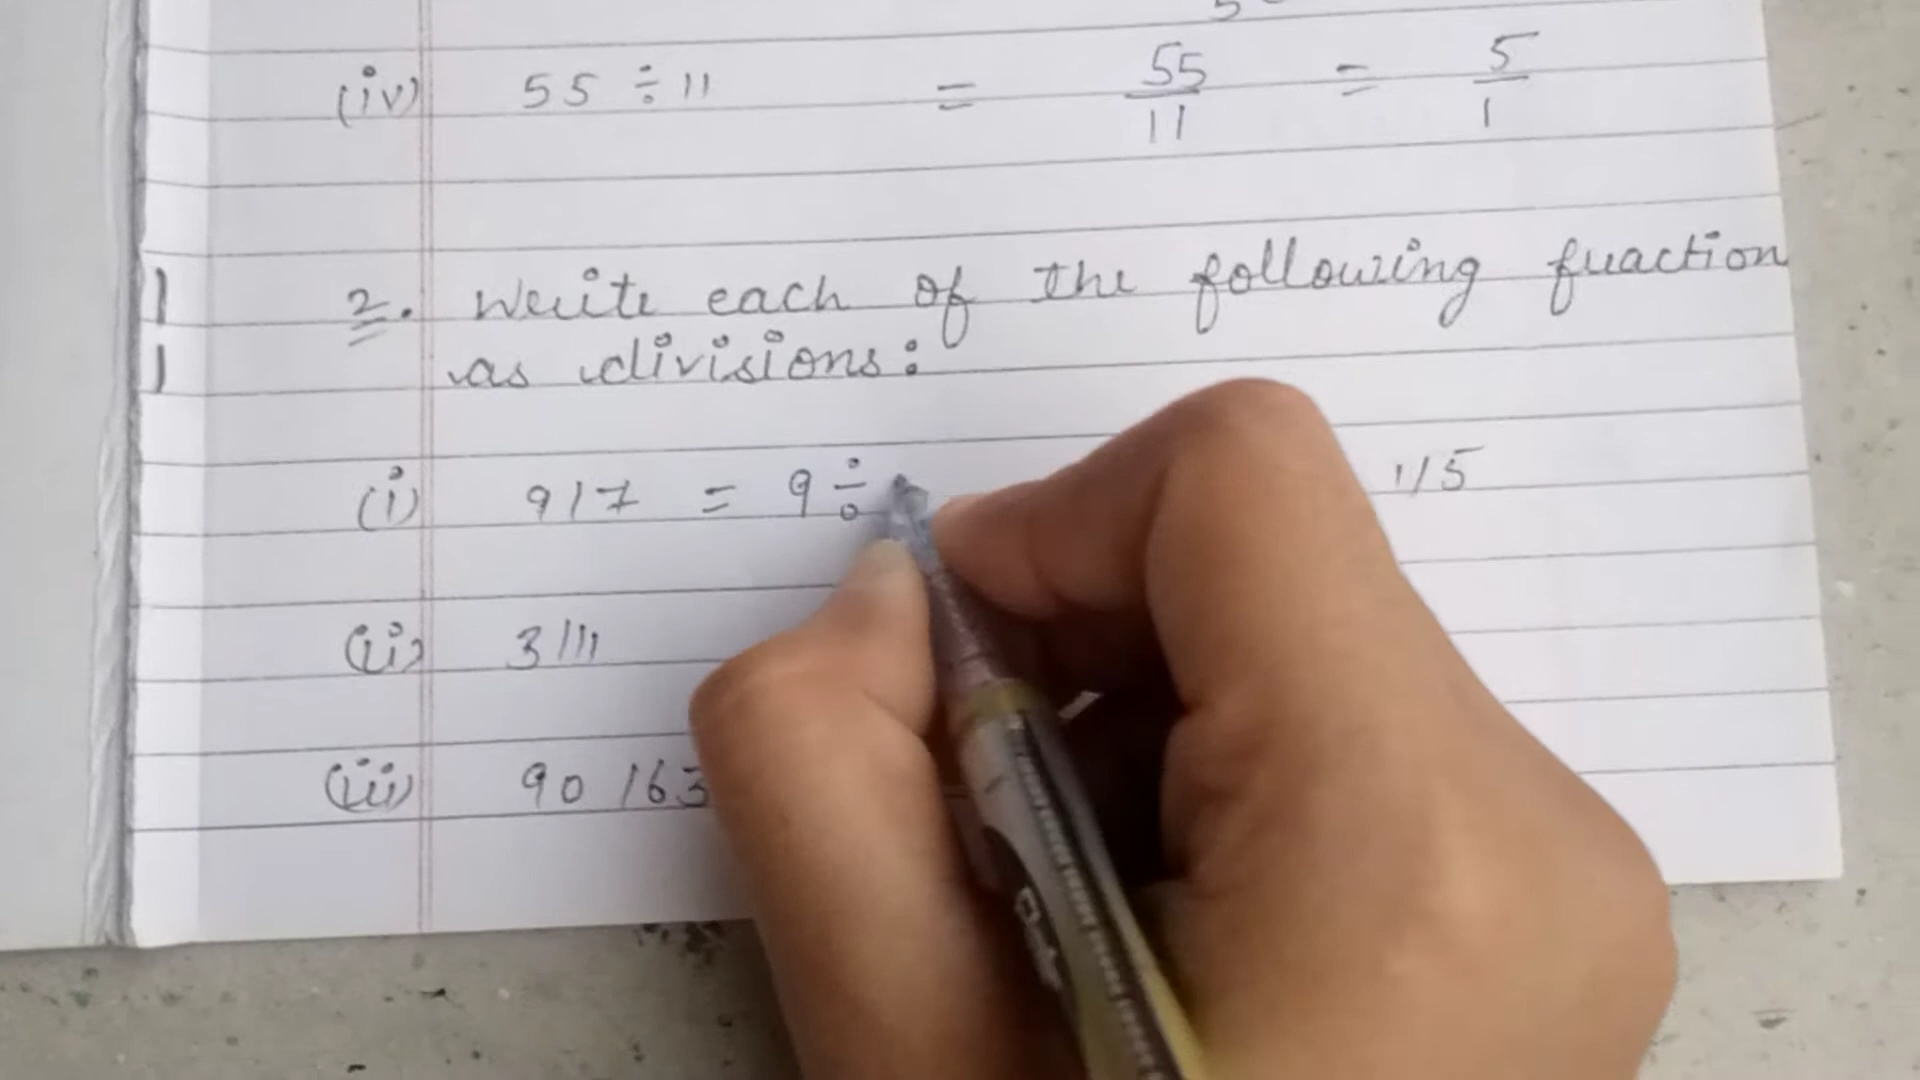 (iv) 55 ÷ 11 = 55/11 = 5/1
2. Write each of the following fraction
as divisions:
(i) 9/7 = 9 ÷ 1/5
(ii) 3/11
(iii) 90/63